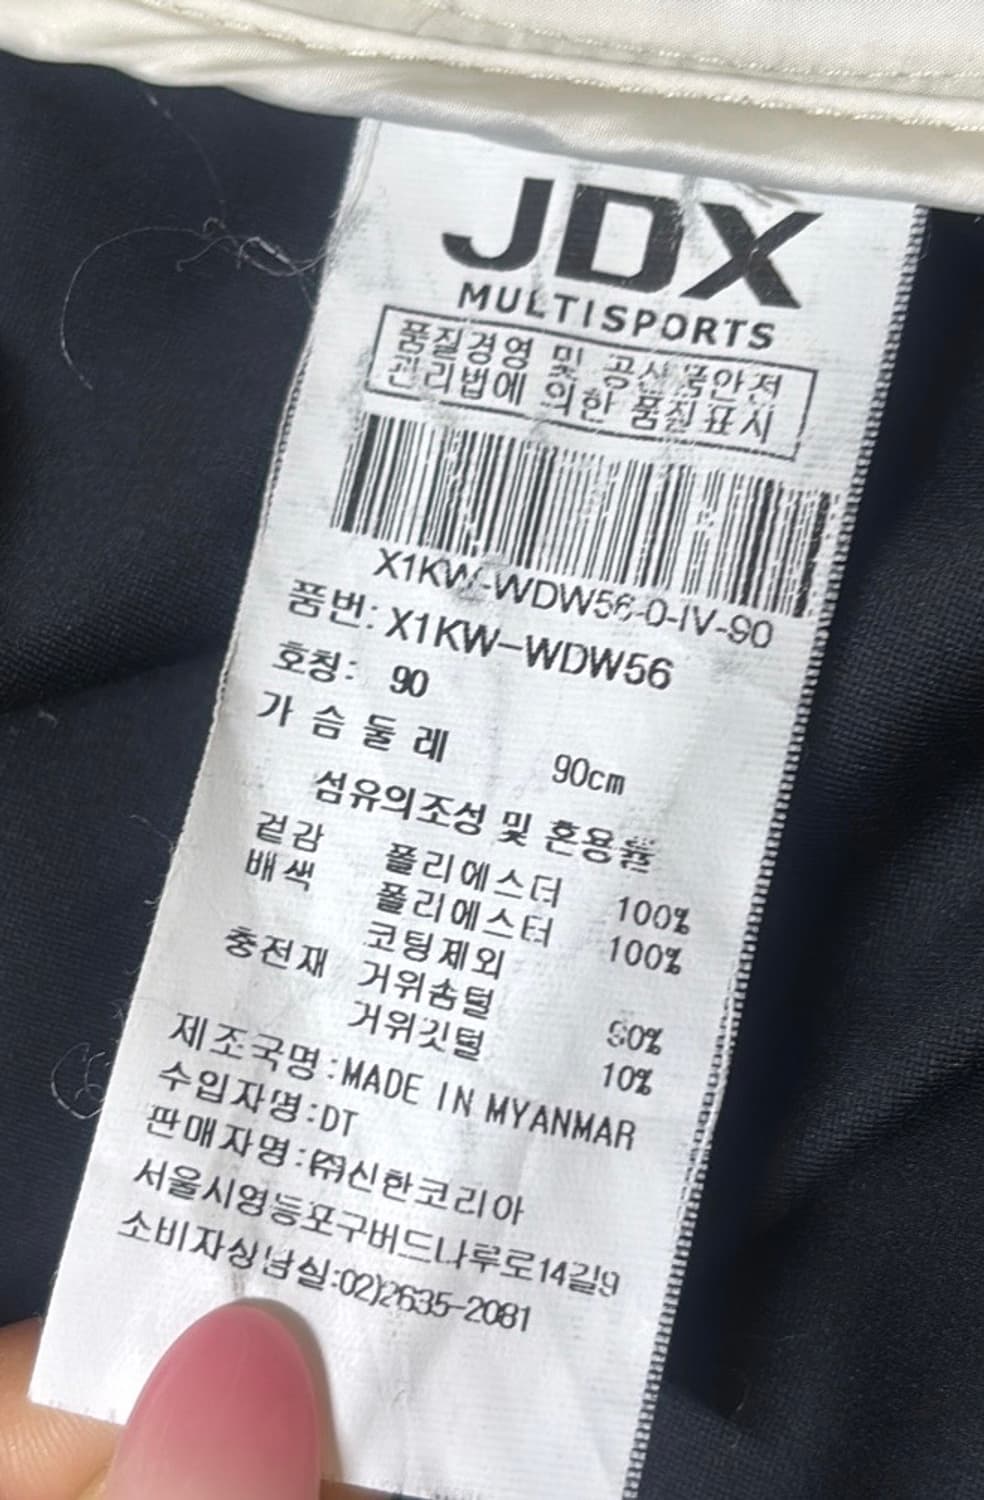 JDX
MULTISPORTS
품질경영 및 공산품안전
관리법에 의한 품질표시
X1KW-WDW56-0-IV-90
품번: X1KW-WDW56
호칭: 90
가슴둘레 90cm
섬유의조성 및 혼용률
겉감 폴리에스터 100%
배색 폴리에스터 100%
코팅제외
충전재 거위솜털 90%
거위깃털 10%
제조국명:MADE IN MYANMAR
수입자명:DT
판매자명:㈜신한코리아
서울시영등포구버드나루로14길9
소비자상담실:02)2635-2081